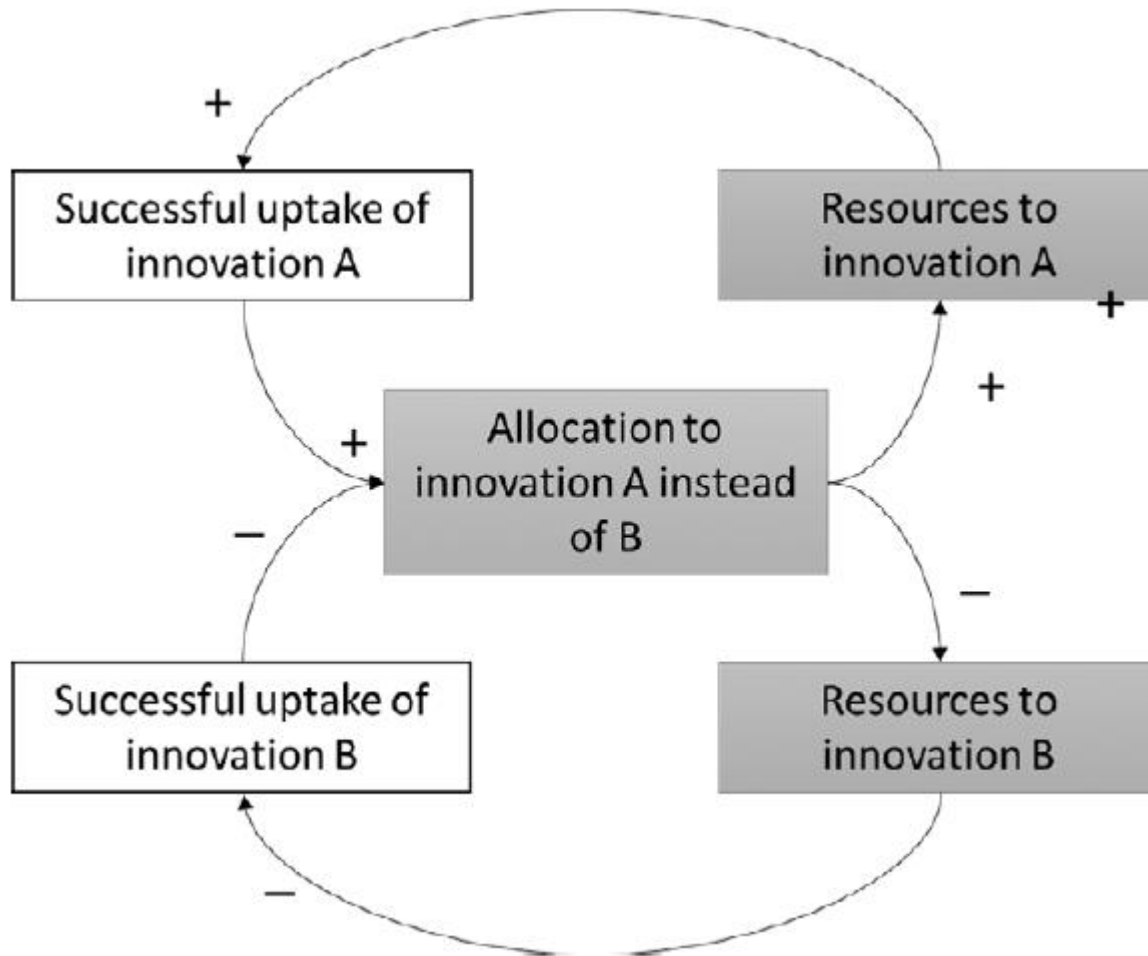 +
Successful uptake of
innovation A
Resources to
innovation A
+
+
+
Allocation to
innovation A instead
of B
–
–
Successful uptake of
innovation B
Resources to
innovation B
–